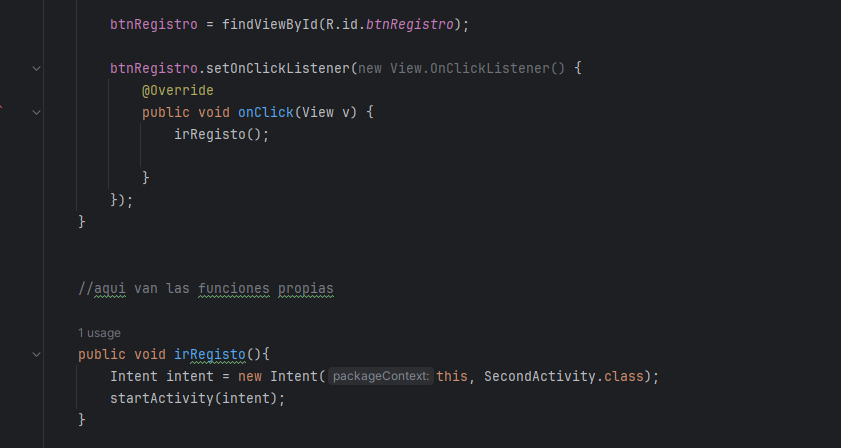 btnRegistro = findViewById(R.id.btnRegistro);
btnRegistro.setOnClickListener(new View.OnClickListener() {
@Override
public void onClick(View v) {
irRegisto();
}
});
}
//aqui van las funciones propias
1 usage
public void irRegisto(){
Intent intent = new Intent( packageContext: this, SecondActivity.class);
startActivity(intent);
}